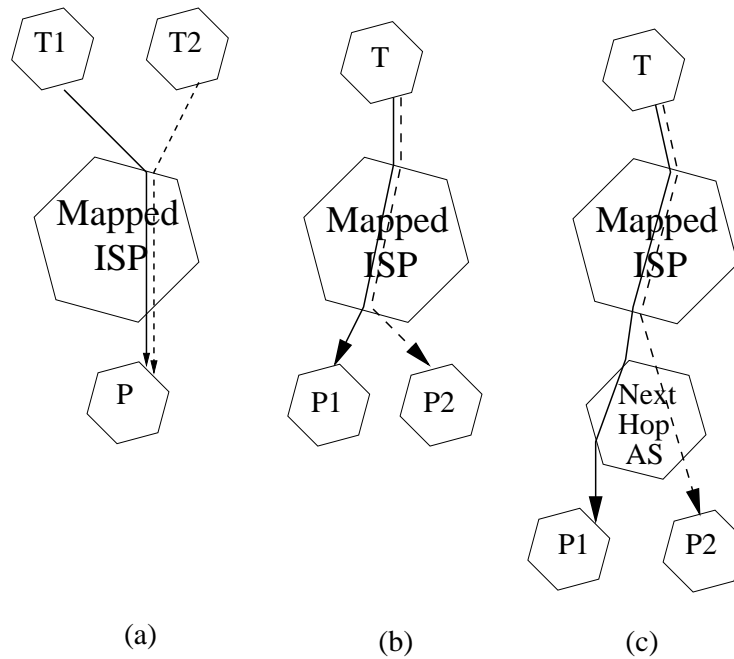 T1
T2
Mapped
ISP
P
(a)
T
Mapped
ISP
P1
P2
(b)
T
Mapped
ISP
Next
Hop
AS
P1
P2
(c)